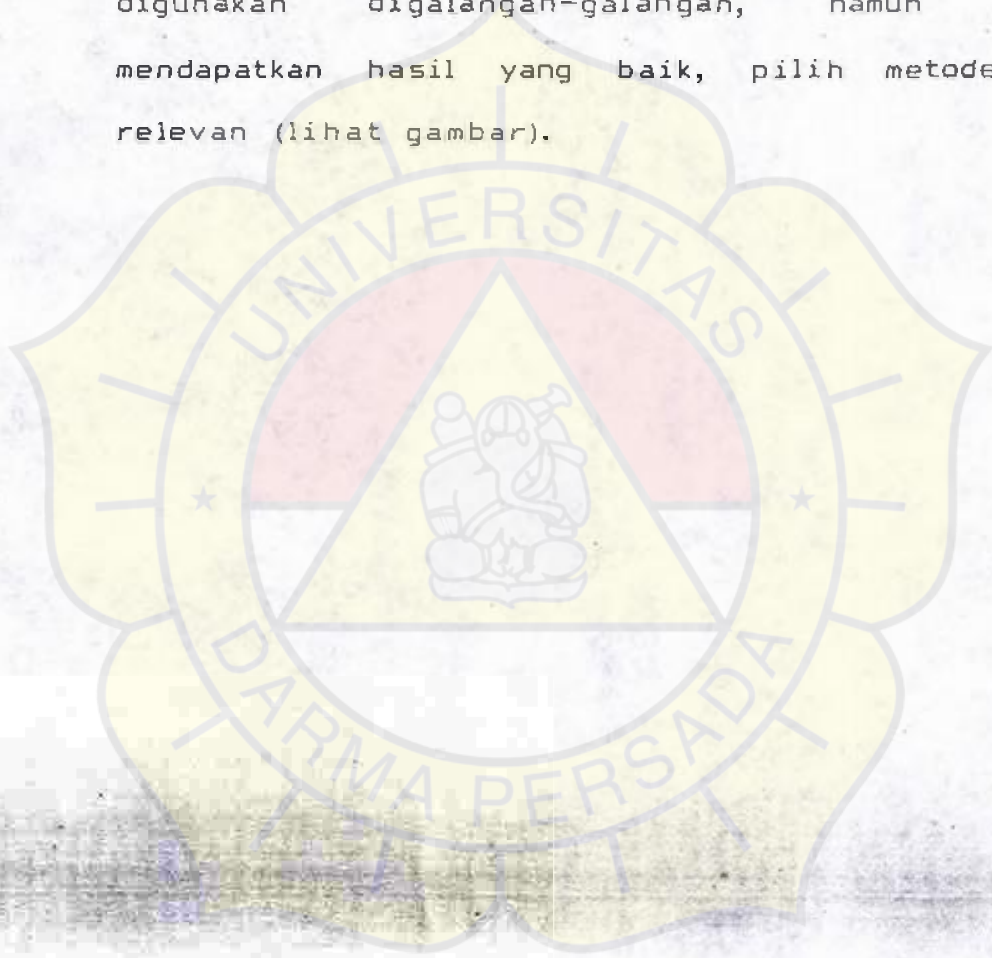 digunakan digalangan-galangan, namun
mendapatkan hasil yang baik, pilih metode
relevan (lihat gambar).
UNIVERSITAS
DARMA PERSADA